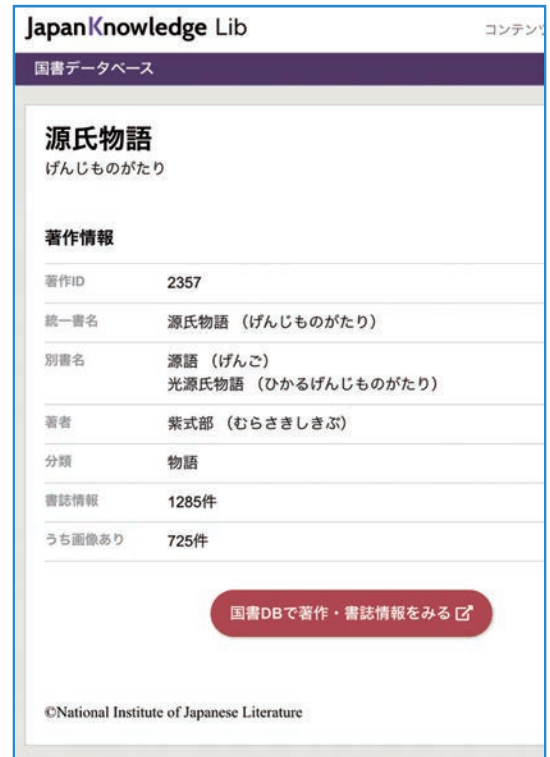 JapanKnowledge Lib
コンテンツ
国書データベース
源氏物語
げんじものがたり
著作情報
著作ID 2357
統一書名 源氏物語 （げんじものがたり）
別書名 源語 （げんご）
光源氏物語 （ひかるげんじものがたり）
著者 紫式部 （むらさきしきぶ）
分類 物語
書誌情報 1285件
うち画像あり 725件
国書DBで著作・書誌情報をみる
©National Institute of Japanese Literature